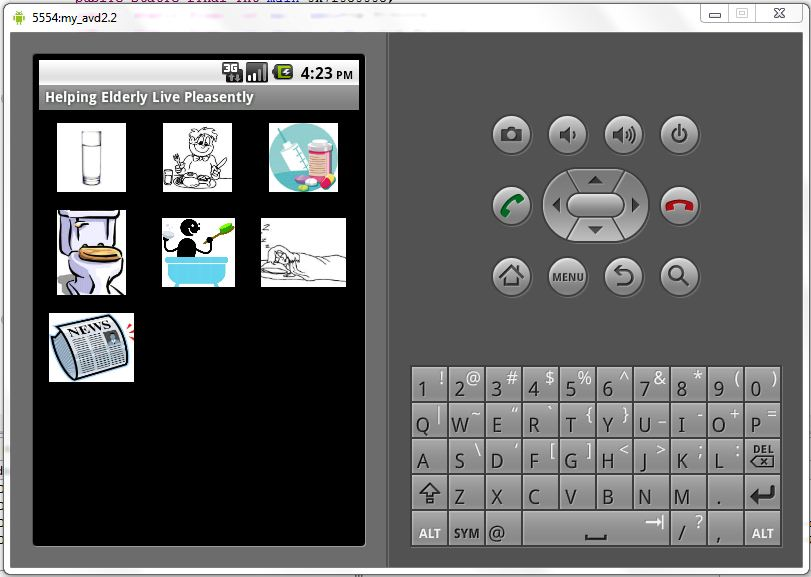 5554:my_avd2.2
3G 4:23 PM
Helping Elderly Live Pleasently
z
z
NEWS
MENU
1 ! 2 @ 3 # 4 $ 5 % 6 ^ 7 & 8 * 9 ( 0 )
Q | W ~ E “ R ` T { Y } U _ I - O + P =
A S \ D ‘ F [ G ] H < J > K ; L : DEL
Z X C V B N M .
ALT SYM @ / ? , ALT